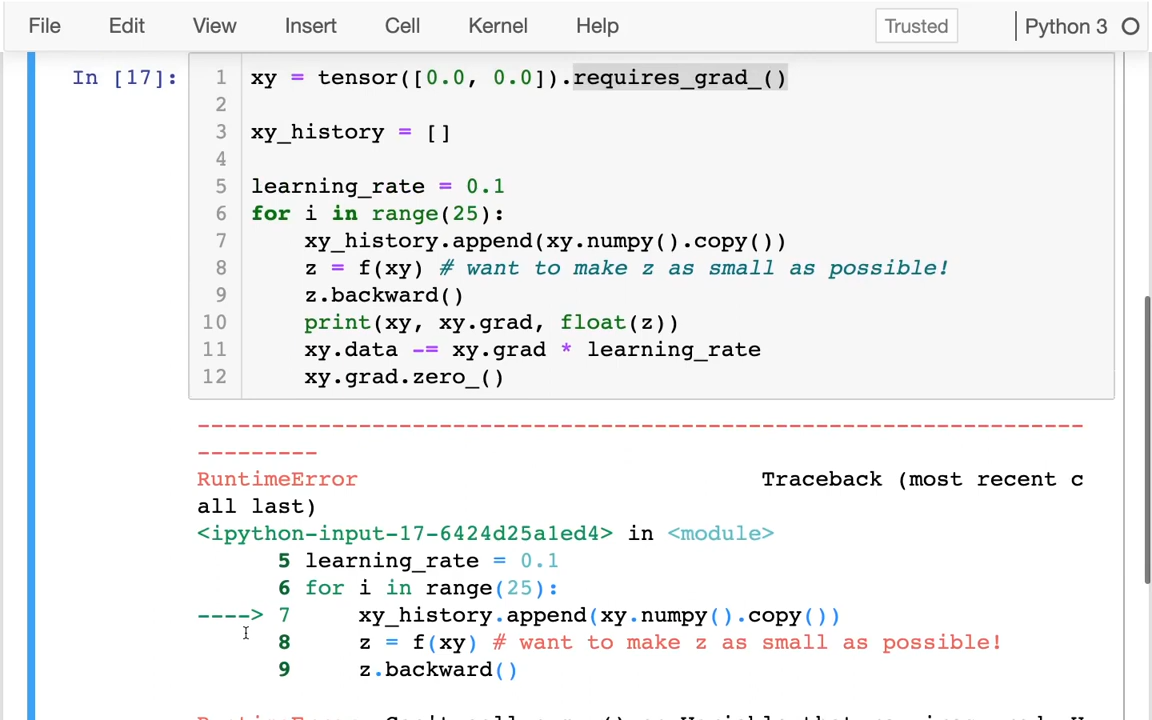 File Edit View Insert Cell Kernel Help Trusted Python 3
In [17]: 1 xy = tensor([0.0, 0.0]).requires_grad_()
2
3 xy_history = []
4
5 learning_rate = 0.1
6 for i in range(25):
7 xy_history.append(xy.numpy().copy())
8 z = f(xy) # want to make z as small as possible!
9 z.backward()
10 print(xy, xy.grad, float(z))
11 xy.data -= xy.grad * learning_rate
12 xy.grad.zero_()
---------------------------------------------------------------------------
RuntimeError Traceback (most recent c
all last)
<ipython-input-17-6424d25a1ed4> in <module>
5 learning_rate = 0.1
6 for i in range(25):
----> 7 xy_history.append(xy.numpy().copy())
8 z = f(xy) # want to make z as small as possible!
9 z.backward()